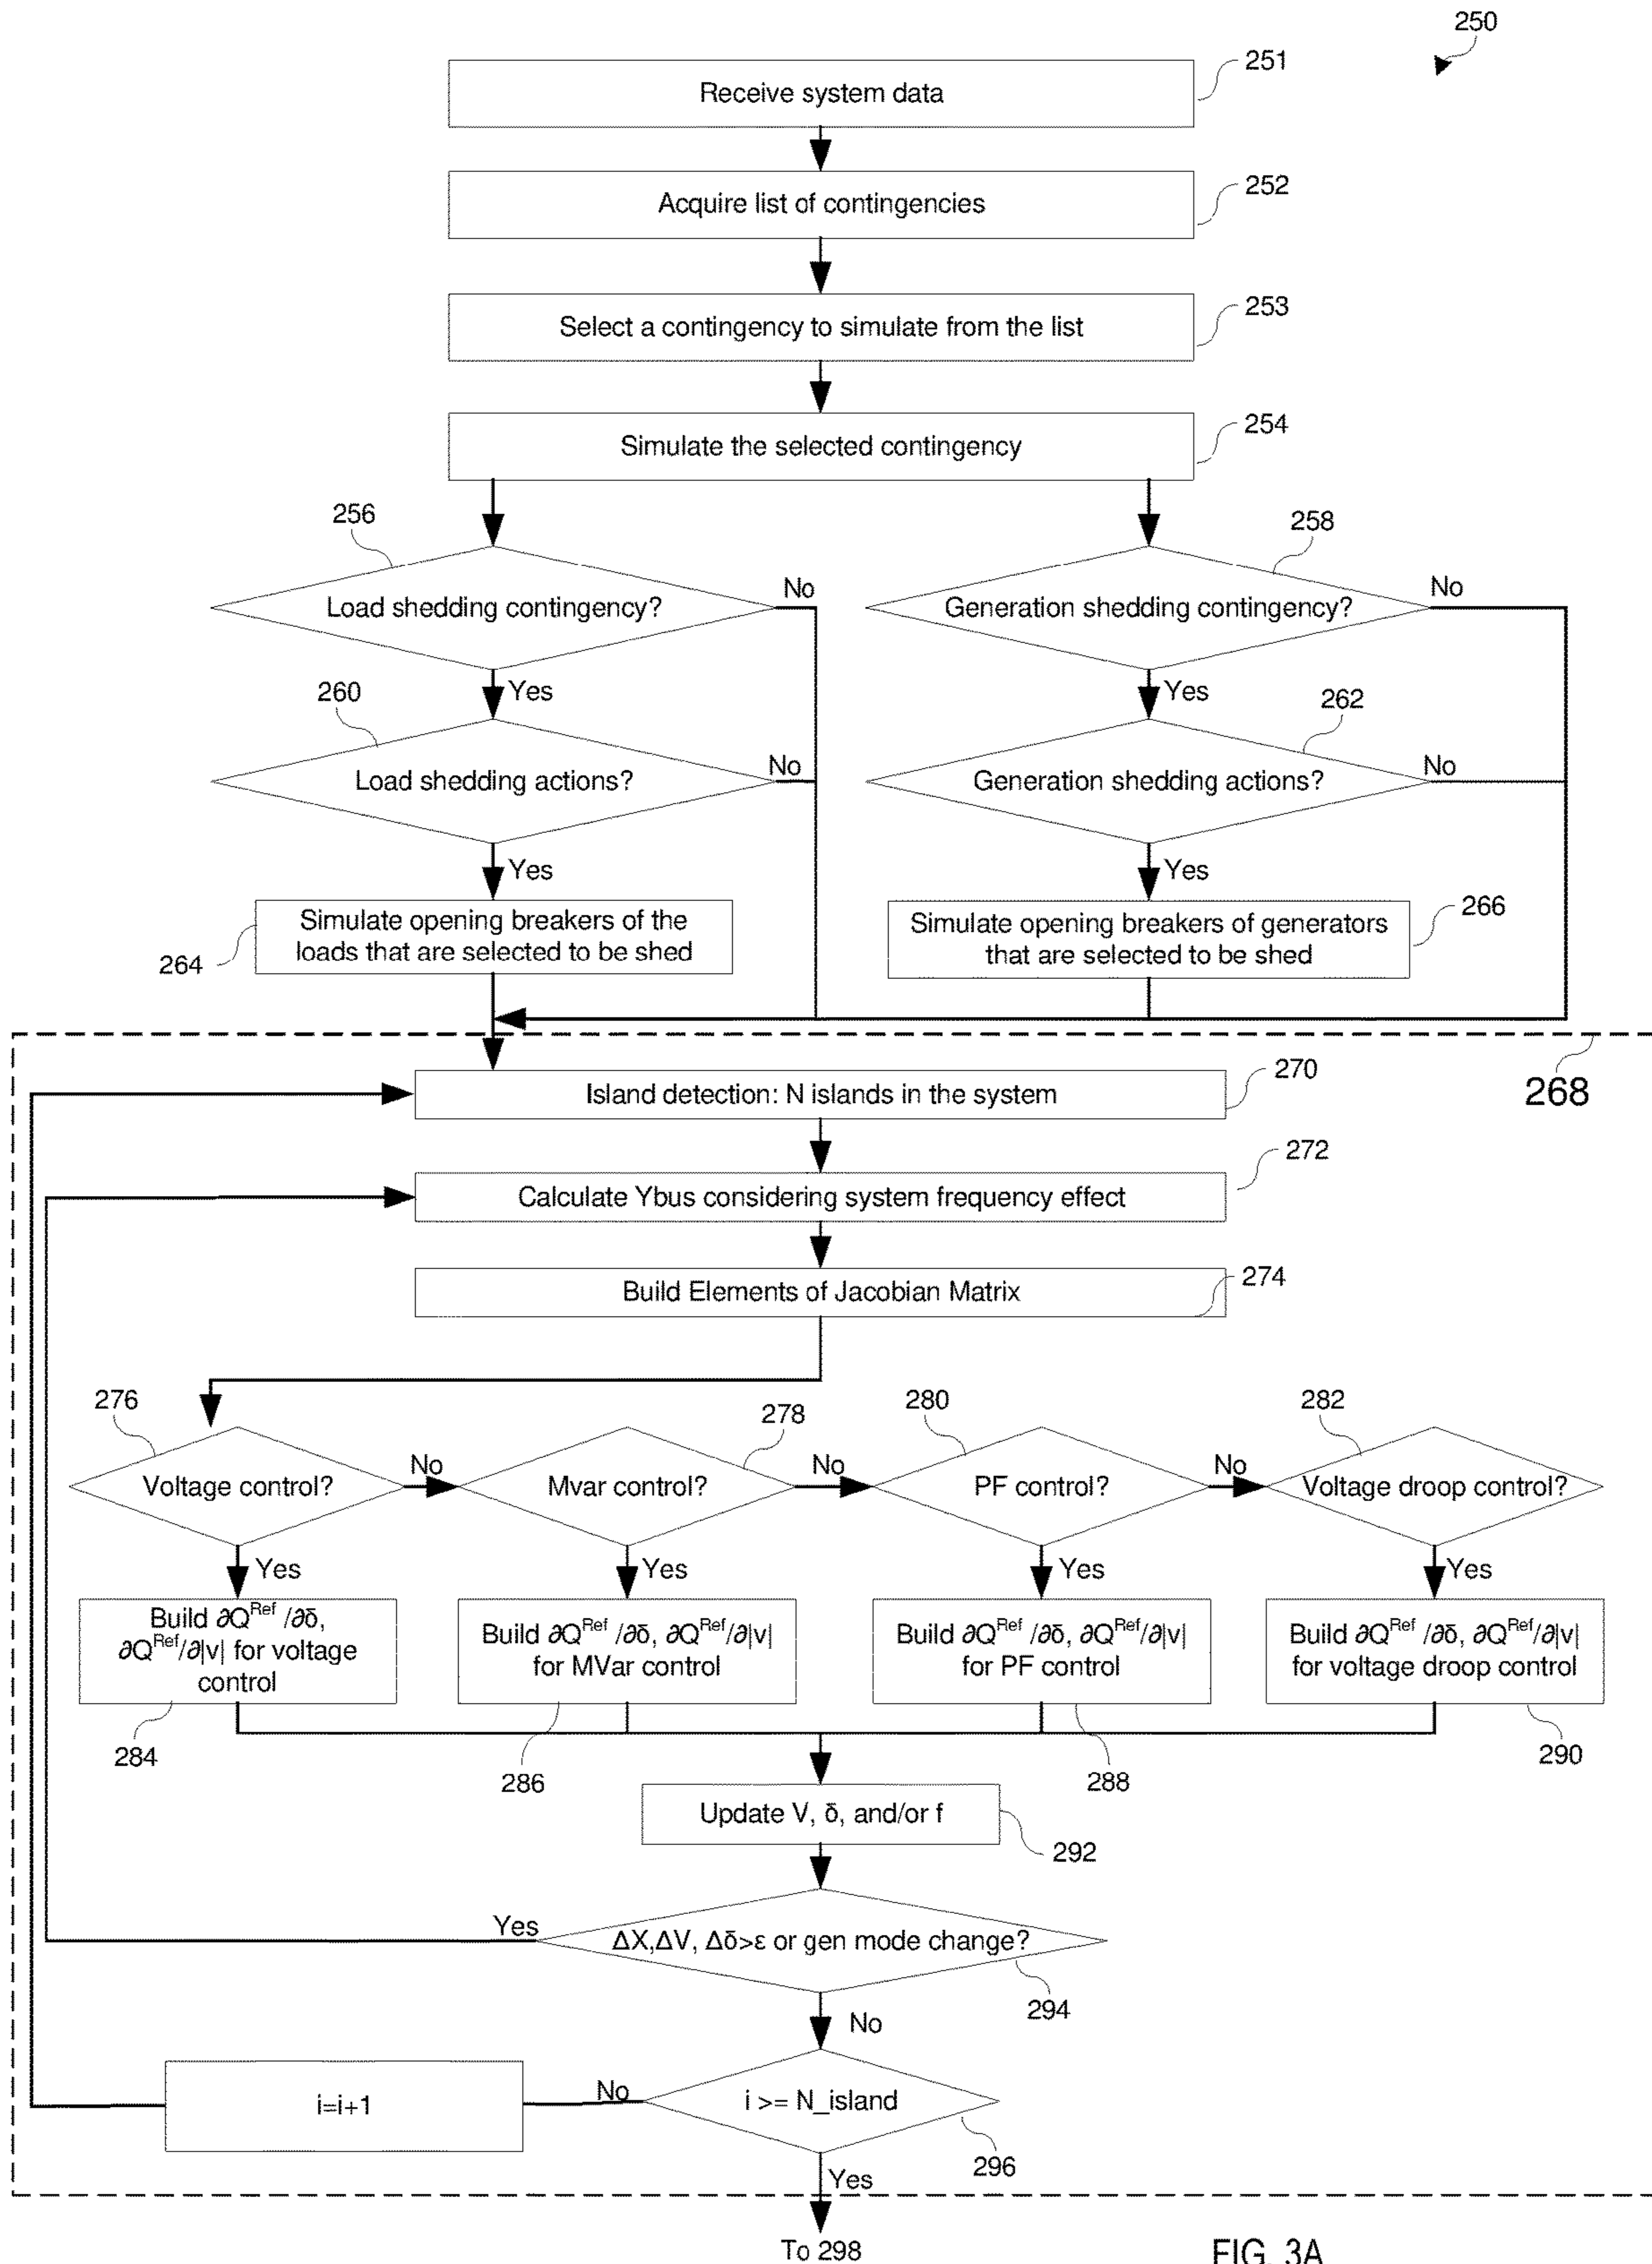 250
251
Receive system data
252
Acquire list of contingencies
253
Select a contingency to simulate from the list
254
Simulate the selected contingency
256
258
Load shedding contingency?
No
Generation shedding contingency?
No
260
Yes
262
Yes
Load shedding actions?
No
Generation shedding actions?
No
Yes
Yes
264
Simulate opening breakers of the
loads that are selected to be shed
266
Simulate opening breakers of generators
that are selected to be shed
268
270
Island detection: N islands in the system
272
Calculate Ybus considering system frequency effect
274
Build Elements of Jacobian Matrix
276
278
280
282
Voltage control?
No
Mvar control?
No
PF control?
No
Voltage droop control?
Yes
Yes
Yes
Yes
Build ∂Q^Ref /∂δ,
∂Q^Ref/∂|v| for voltage
control
Build ∂Q^Ref /∂δ, ∂Q^Ref/∂|v|
for MVar control
Build ∂Q^Ref /∂δ, ∂Q^Ref/∂|v|
for PF control
Build ∂Q^Ref /∂δ, ∂Q^Ref/∂|v|
for voltage droop control
284
286
288
290
Update V, δ, and/or f
292
Yes
ΔX,ΔV, Δδ>ε or gen mode change?
294
No
i=i+1
No
i >= N_island
296
Yes
To 298
FIG. 3A